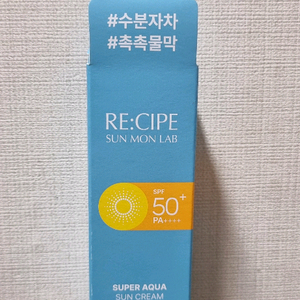 #수분자차
#촉촉물막
RE:CIPE
SUN MON LAB
SPF
50+
PA++++
SUPER AQUA
SUN CREAM